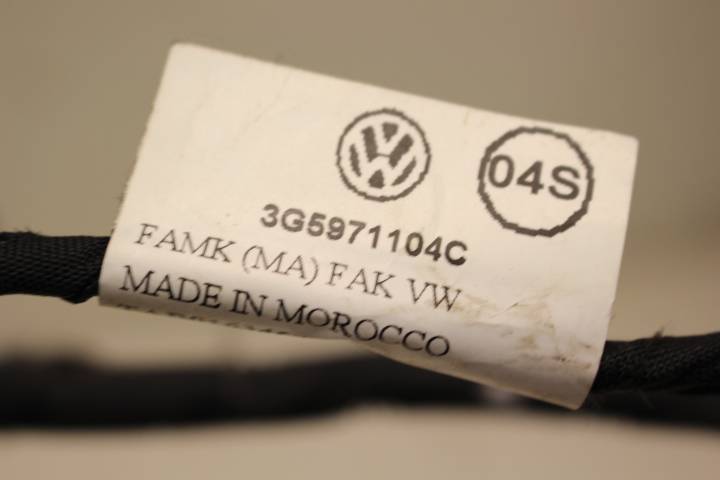 04S
3G5971104C
FAMK (MA) FAK VW
MADE IN MOROCCO